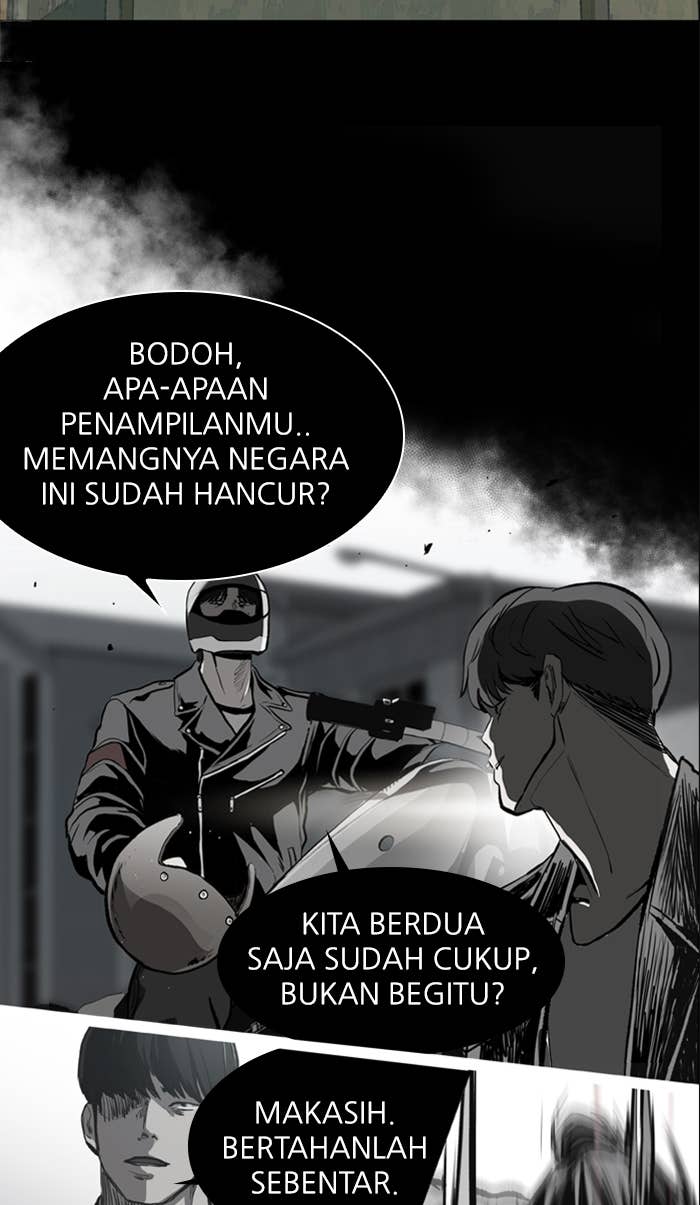 BODOH,
APA-APAAN
PENAMPILANMU..
MEMANGNYA NEGARA
INI SUDAH HANCUR?
KITA BERDUA
SAJA SUDAH CUKUP,
BUKAN BEGITU?
MAKASIH.
BERTAHANLAH
SEBENTAR.